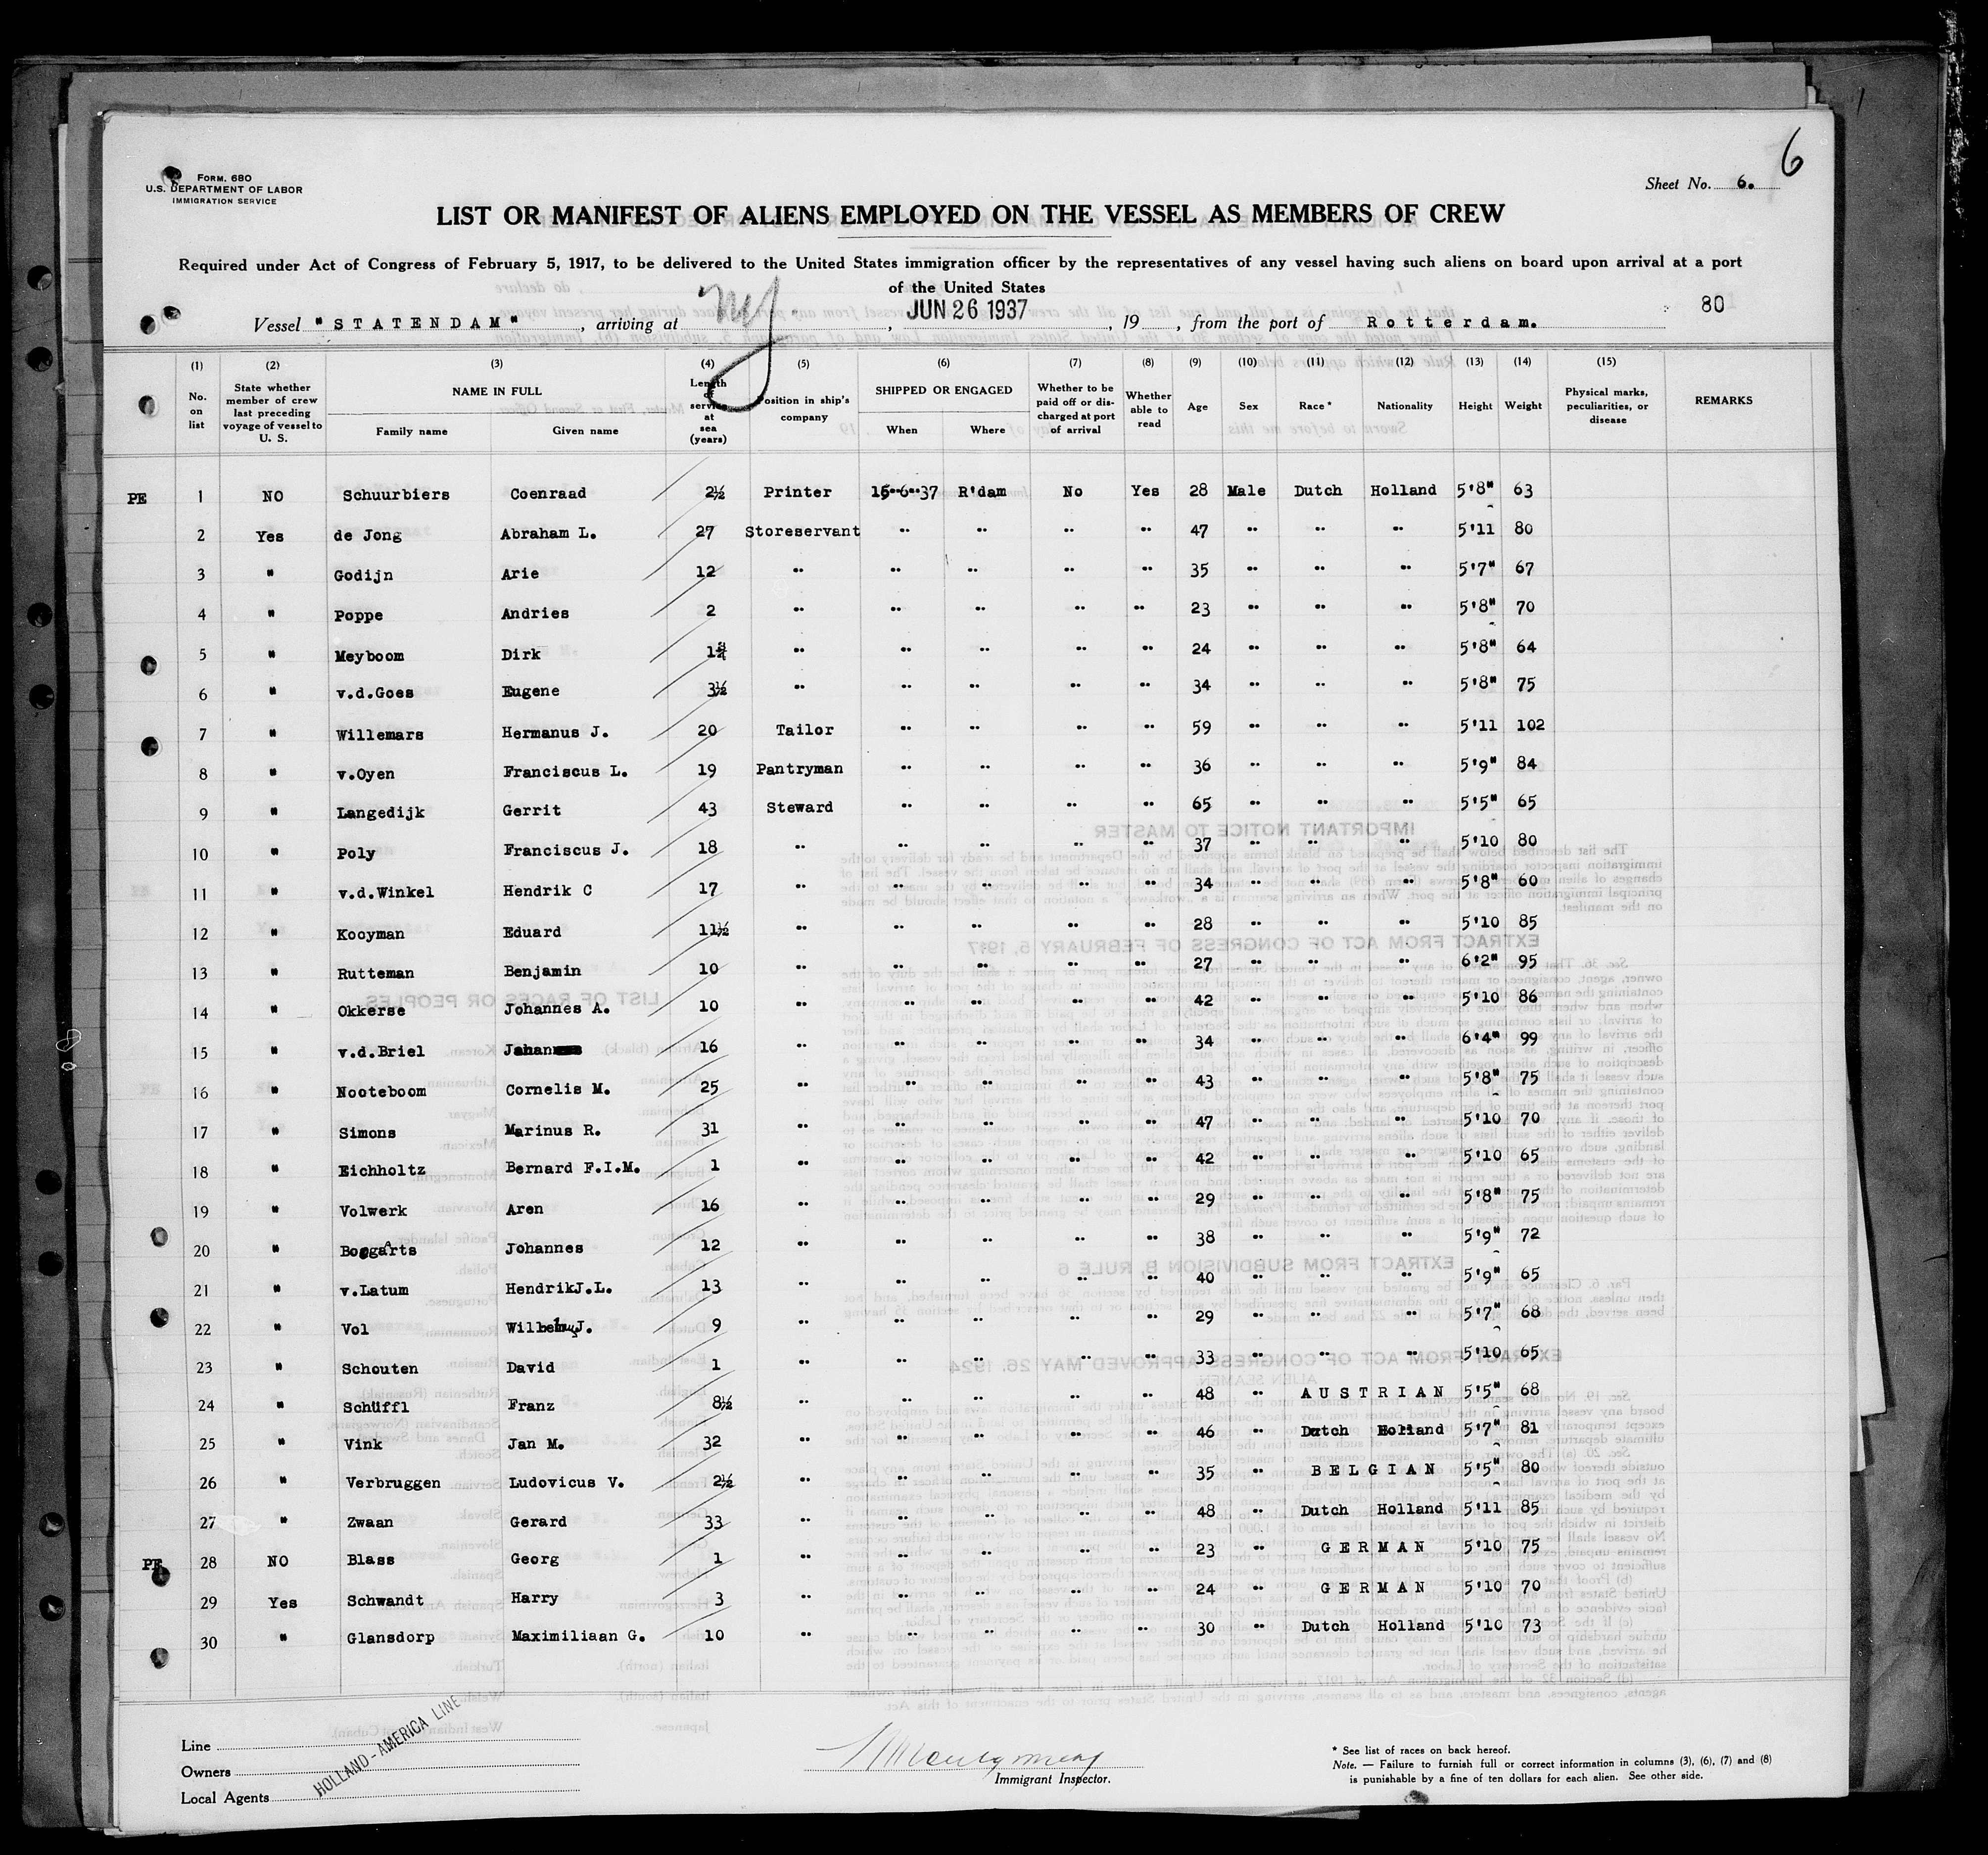 6
FORM. 680
U.S. DEPARTMENT OF LABOR
IMMIGRATION SERVICE
Sheet No. 6.
LIST OR MANIFEST OF ALIENS EMPLOYED ON THE VESSEL AS MEMBERS OF CREW
Required under Act of Congress of February 5, 1917, to be delivered to the United States immigration officer by the representatives of any vessel having such aliens on board upon arrival at a port
of the United States
80
Vessel "STATENDAM", arriving at NY, JUN 26 1937, 19 , from the port of Rotterdam.
(1) (2) (3) (4) (5) (6) (7) (8) (9) (10) (11) (12) (13) (14) (15)
No. on list State whether member of crew last preceding voyage of vessel to U. S. NAME IN FULL Family name Given name Length of service at sea (years) Position in ship's company SHIPPED OR ENGAGED When Where Whether to be paid off or discharged at port of arrival Whether able to read Age Sex Race* Nationality Height Weight Physical marks, peculiarities, or disease REMARKS
PE 1 NO Schuurbiers Coenraad 2½ Printer 15-6-37 R'dam No Yes 28 Male Dutch Holland 5'8" 63
2 Yes de Jong Abraham L. 27 Storeservant " " " " 47 " " " 5'11 80
3 " Godijn Arie 12 " " " " " 35 " " " 5'7" 67
4 " Poppe Andries 2 " " " " " 23 " " " 5'8" 70
5 " Meyboom Dirk 1¾ " " " " " 24 " " " 5'8" 64
6 " v.d.Goes Eugene 3½ " " " " " 34 " " " 5'8" 75
7 " Willemars Hermanus J. 20 Tailor " " " " 59 " " " 5'11 102
8 " v.Oyen Franciscus L. 19 Pantryman " " " " 36 " " " 5'9" 84
9 " Langedijk Gerrit 43 Steward " " " " 65 " " " 5'5" 65
10 " Poly Franciscus J. 18 " " " " " 37 " " " 5'10 80
11 " v.d.Winkel Hendrik C 17 " " " " " 34 " " " 5'8" 60
12 " Kooyman Eduard 11½ " " " " " 28 " " " 5'10 85
13 " Rutteman Benjamin 10 " " " " " 27 " " " 6'2" 95
14 " Okkerse Johannes A. 10 " " " " " 42 " " " 5'10 86
15 " v.d.Briel Jahan 16 " " " " " 34 " " " 6'4" 99
16 " Nooteboom Cornelis M. 25 " " " " " 43 " " " 5'8" 75
17 " Simons Marinus R. 31 " " " " " 47 " " " 5'10 70
18 " Eichholtz Bernard F.I.M. 1 " " " " " 42 " " " 5'10 65
19 " Volwerk Aren 16 " " " " " 29 " " " 5'8" 75
20 " Boggarts Johannes 12 " " " " " 38 " " " 5'9" 72
21 " v.Latum HendrikJ.L. 13 " " " " " 40 " " " 5'9" 65
22 " Vol J. 9 " " " " " 29 " " " 5'7" 68
23 " Schouten David 1 " " " " " 33 " " " 5'10 65
24 " Schüffl Franz 8½ " " " " " 48 " AUSTRIAN 5'5" 68
25 " Vink Jan M. 32 " " " " " 46 " Dutch Holland 5'7" 81
26 " Verbruggen Ludovicus V. 2½ " " " " " 35 " BELGIAN 5'5" 80
27 " Zwaan Gerard 33 " " " " " 48 " Dutch Holland 5'11 85
PE 28 NO Blass Georg 1 " " " " " 23 " GERMAN 5'10 75
29 Yes Schwandt Harry 3 " " " " " 24 " GERMAN 5'10 70
30 " Glansdorp Maximiliaan G. 10 " " " " " 30 " Dutch Holland 5'10 73
Line
Owners
Local Agents
HOLLAND-AMERICA LINE
Immigrant Inspector.
* See list of races on back hereof.
Note. — Failure to furnish full or correct information in columns (3), (6), (7) and (8)
is punishable by a fine of ten dollars for each alien. See other side.